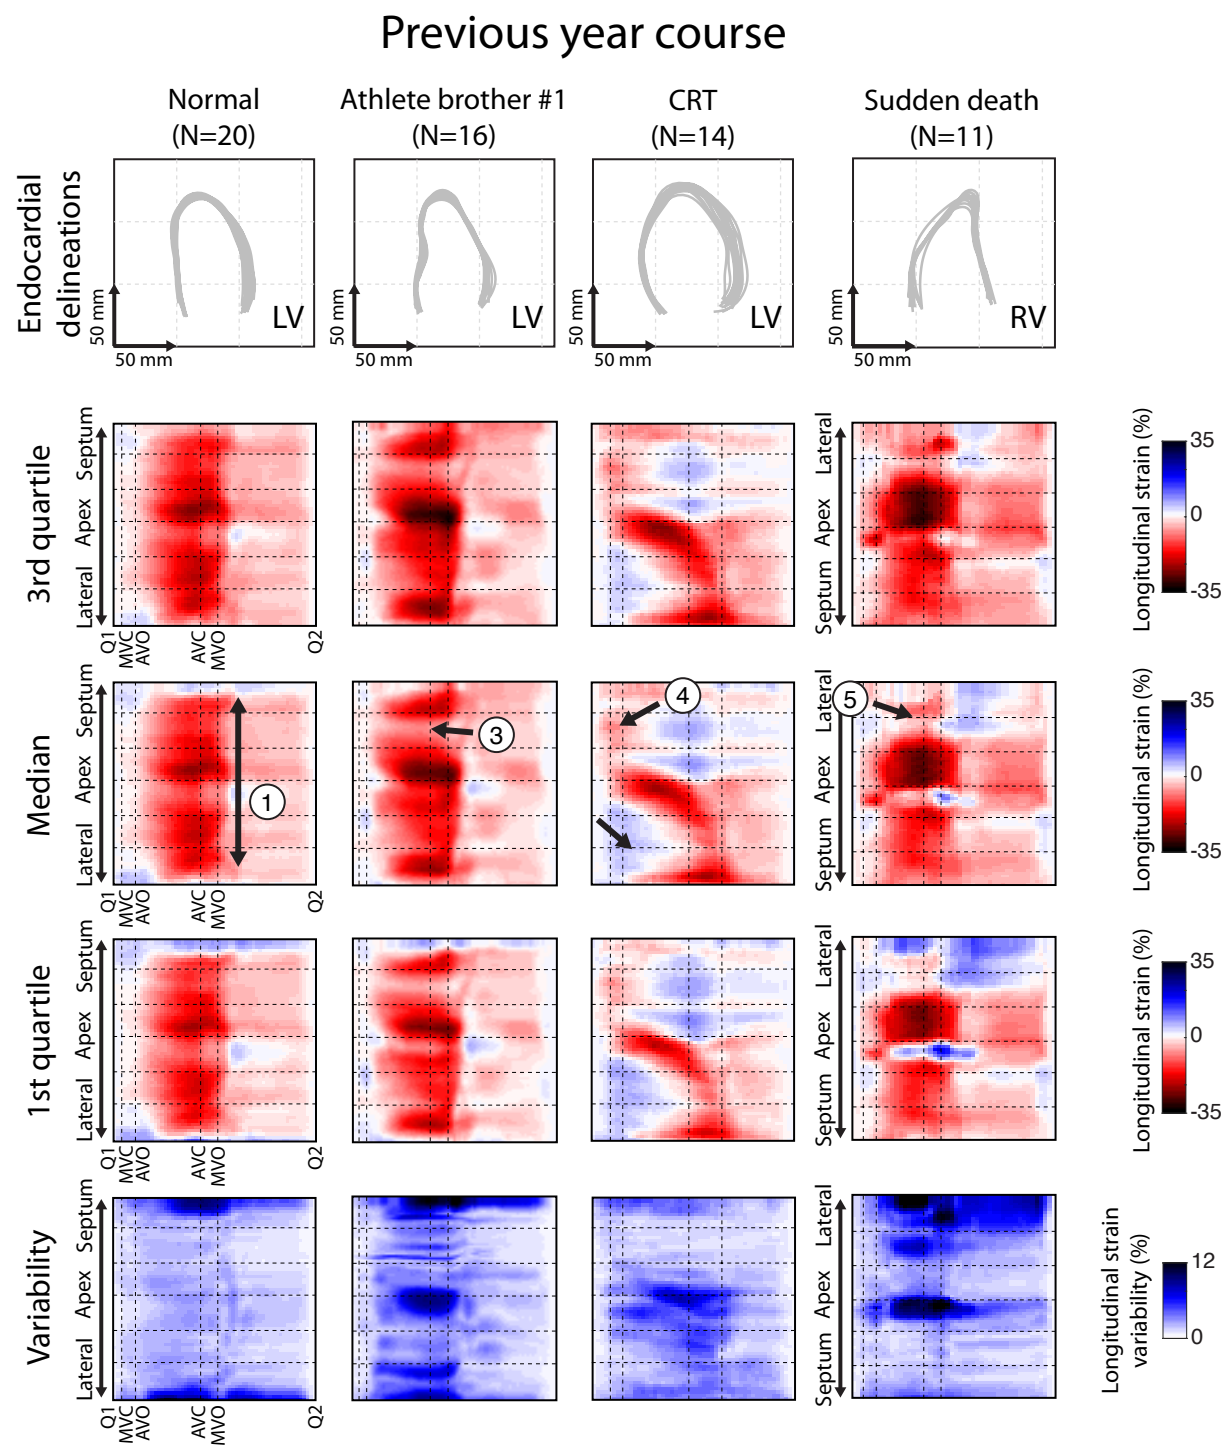 Previous year course
Normal
(N=20)
Athlete brother #1
(N=16)
CRT
(N=14)
Sudden death
(N=11)
Endocardial
delineations
50 mm
50 mm
LV
50 mm
50 mm
LV
50 mm
50 mm
LV
50 mm
50 mm
RV
3rd quartile
Septum
Apex
Lateral
Q1
MVC
AVO
AVC
MVO
Q2
Lateral
Apex
Septum
Longitudinal strain (%)
35
0
-35
Median
Septum
Apex
Lateral
1
3
4
5
Q1
MVC
AVO
AVC
MVO
Q2
Lateral
Apex
Septum
Longitudinal strain (%)
35
0
-35
1st quartile
Septum
Apex
Lateral
Q1
MVC
AVO
AVC
MVO
Q2
Lateral
Apex
Septum
Longitudinal strain (%)
35
0
-35
Variability
Septum
Apex
Lateral
Q1
MVC
AVO
AVC
MVO
Q2
Lateral
Apex
Septum
Longitudinal strain
variability (%)
12
0